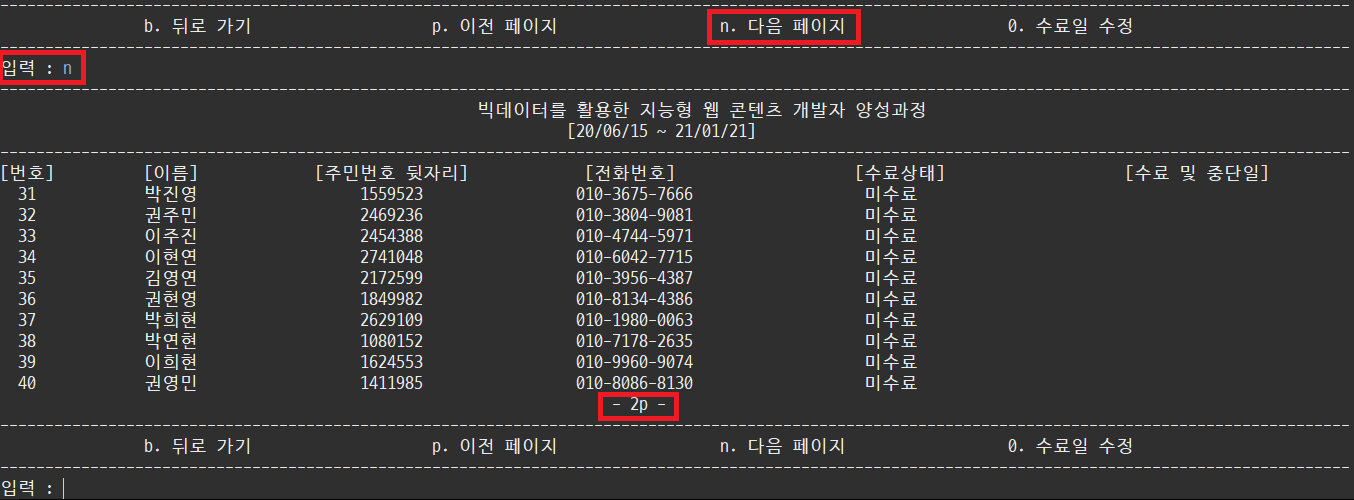 b. 뒤로 가기 p. 이전 페이지 n. 다음 페이지 0. 수료일 수정
입력 : n
빅데이터를 활용한 지능형 웹 콘텐츠 개발자 양성과정
[20/06/15 ~ 21/01/21]
[번호] [이름] [주민번호 뒷자리] [전화번호] [수료상태] [수료 및 중단일]
31 박진영 1559523 010-3675-7666 미수료
32 권주민 2469236 010-3804-9081 미수료
33 이주진 2454388 010-4744-5971 미수료
34 이현연 2741048 010-6042-7715 미수료
35 김영연 2172599 010-3956-4387 미수료
36 권현영 1849982 010-8134-4386 미수료
37 박희현 2629109 010-1980-0063 미수료
38 박연현 1080152 010-7178-2635 미수료
39 이희현 1624553 010-9960-9074 미수료
40 권영민 1411985 010-8086-8130 미수료
- 2p -
b. 뒤로 가기 p. 이전 페이지 n. 다음 페이지 0. 수료일 수정
입력 :